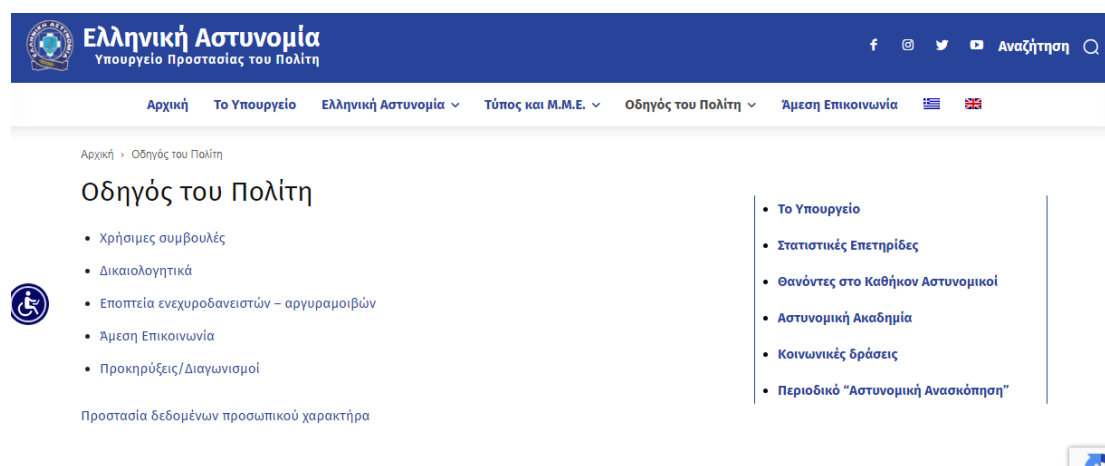 Ελληνική Αστυνομία
Υπουργείο Προστασίας του Πολίτη
Αναζήτηση
Αρχική Το Υπουργείο Ελληνική Αστυνομία Τύπος και Μ.Μ.Ε. Οδηγός του Πολίτη Άμεση Επικοινωνία
Αρχική › Οδηγός του Πολίτη
Οδηγός του Πολίτη
Χρήσιμες συμβουλές
Δικαιολογητικά
Εποπτεία ενεχυροδανειστών – αργυραμοιβών
Άμεση Επικοινωνία
Προκηρύξεις/Διαγωνισμοί
Προστασία δεδομένων προσωπικού χαρακτήρα
Το Υπουργείο
Στατιστικές Επετηρίδες
Θανόντες στο Καθήκον Αστυνομικοί
Αστυνομική Ακαδημία
Κοινωνικές δράσεις
Περιοδικό “Αστυνομική Ανασκόπηση”